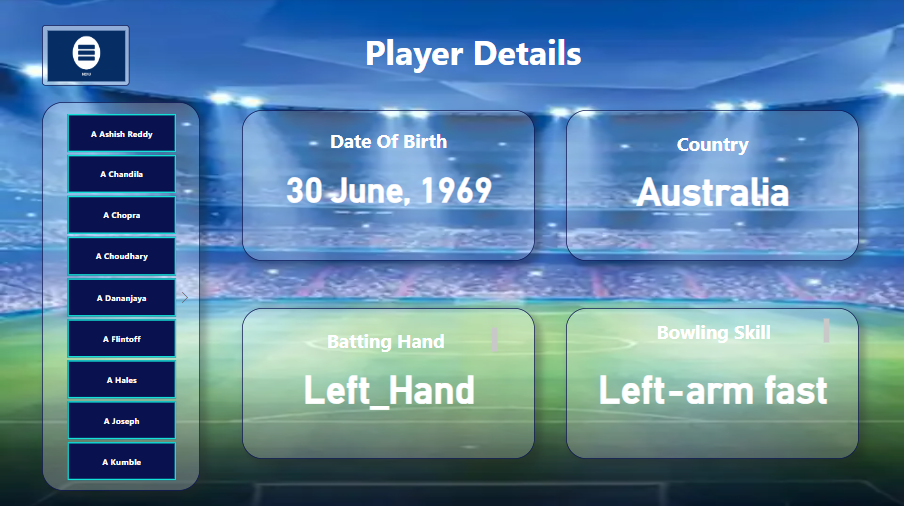 Player Details
A Ashish Reddy
A Chandila
A Chopra
A Choudhary
A Dananjaya
A Flintoff
A Hales
A Joseph
A Kumble
Date Of Birth
30 June, 1969
Country
Australia
Batting Hand
Left_Hand
Bowling Skill
Left-arm fast